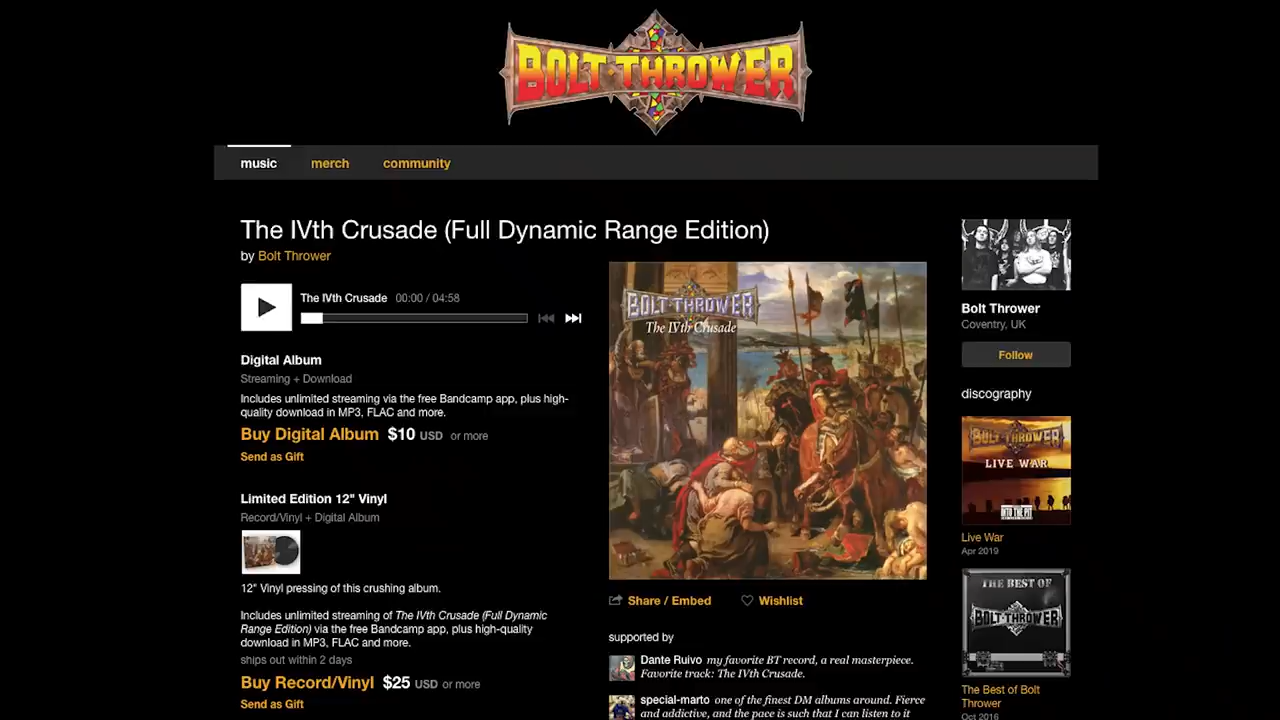 BOLT THROWER
music
merch
community
The IVth Crusade (Full Dynamic Range Edition)
by Bolt Thrower
The IVth Crusade 00:00 / 04:58
Digital Album
Streaming + Download
Includes unlimited streaming via the free Bandcamp app, plus high-
quality download in MP3, FLAC and more.
Buy Digital Album $10 USD or more
Send as Gift
Limited Edition 12" Vinyl
Record/Vinyl + Digital Album
12" Vinyl pressing of this crushing album.
Includes unlimited streaming of The IVth Crusade (Full Dynamic
Range Edition) via the free Bandcamp app, plus high-quality
download in MP3, FLAC and more.
ships out within 2 days
Buy Record/Vinyl $25 USD or more
Send as Gift
BOLT THROWER
The IVth Crusade
Share / Embed
Wishlist
supported by
Dante Ruivo my favorite BT record, a real masterpiece.
Favorite track: The IVth Crusade.
special-marto one of the finest DM albums around. Fierce
and addictive, and the pace is such that I can listen to it
Bolt Thrower
Coventry, UK
Follow
discography
BOLT THROWER
LIVE WAR
INTO THE PIT
Live War
Apr 2019
THE BEST OF
BOLT THROWER
The Best of Bolt
Thrower
Oct 2016